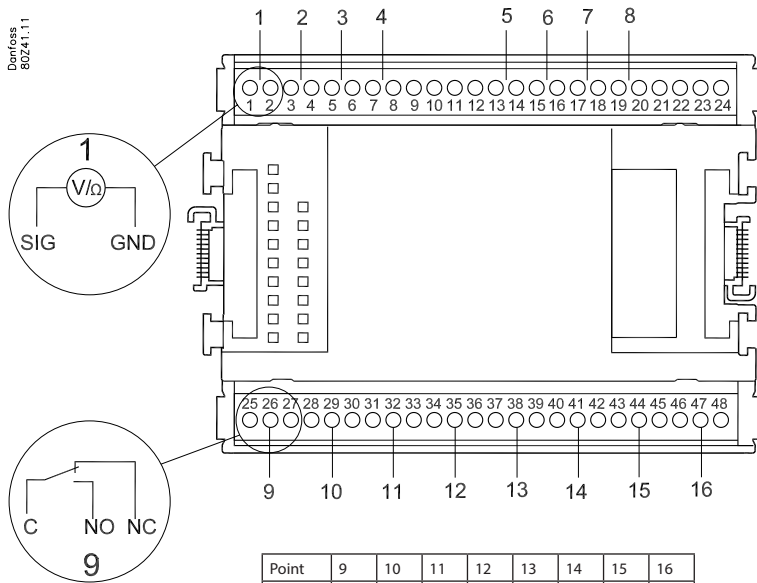 Danfoss
80Z41.11
1 2 3 4 5 6 7 8
1 2 3 4 5 6 7 8 9 10 11 12 13 14 15 16 17 18 19 20 21 22 23 24
1
V/Ω
SIG GND
25 26 27 28 29 30 31 32 33 34 35 36 37 38 39 40 41 42 43 44 45 46 47 48
9 10 11 12 13 14 15 16
C NO NC
9
Point 9 10 11 12 13 14 15 16